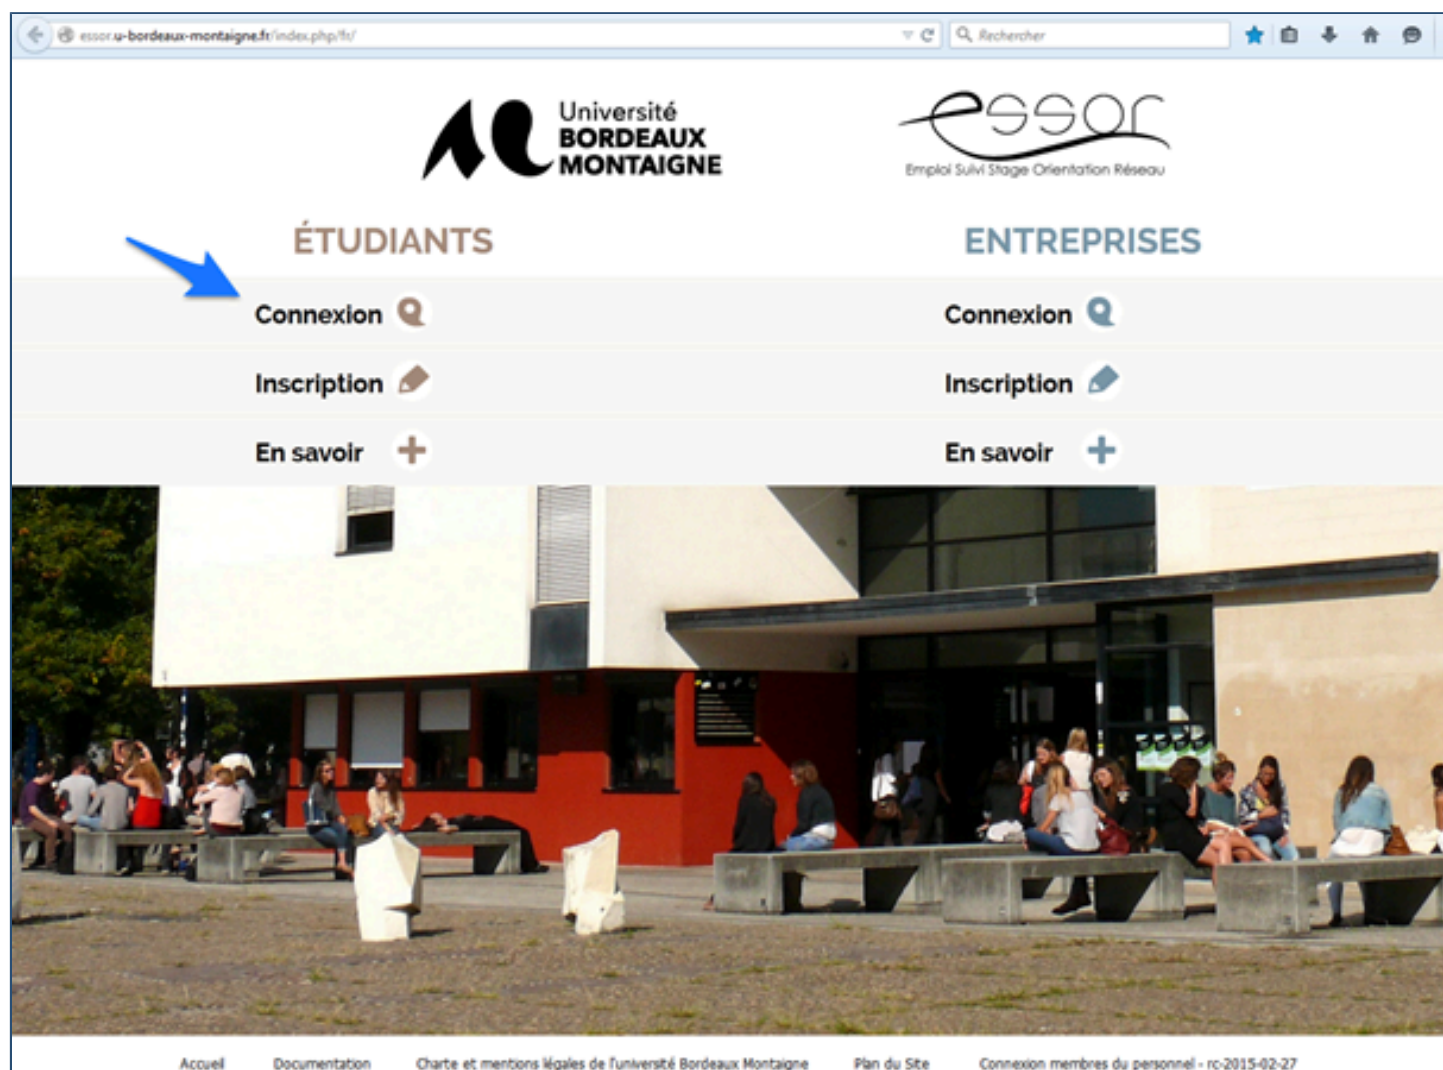 essor.u-bordeaux-montaigne.fr/index.php/fr/
Rechercher
Université
BORDEAUX
MONTAIGNE
essor
Emploi Suivi Stage Orientation Réseau
ÉTUDIANTS
ENTREPRISES
Connexion
Connexion
Inscription
Inscription
En savoir +
En savoir +
Accueil Documentation Charte et mentions légales de l'université Bordeaux Montaigne Plan du Site Connexion membres du personnel - rc-2015-02-27